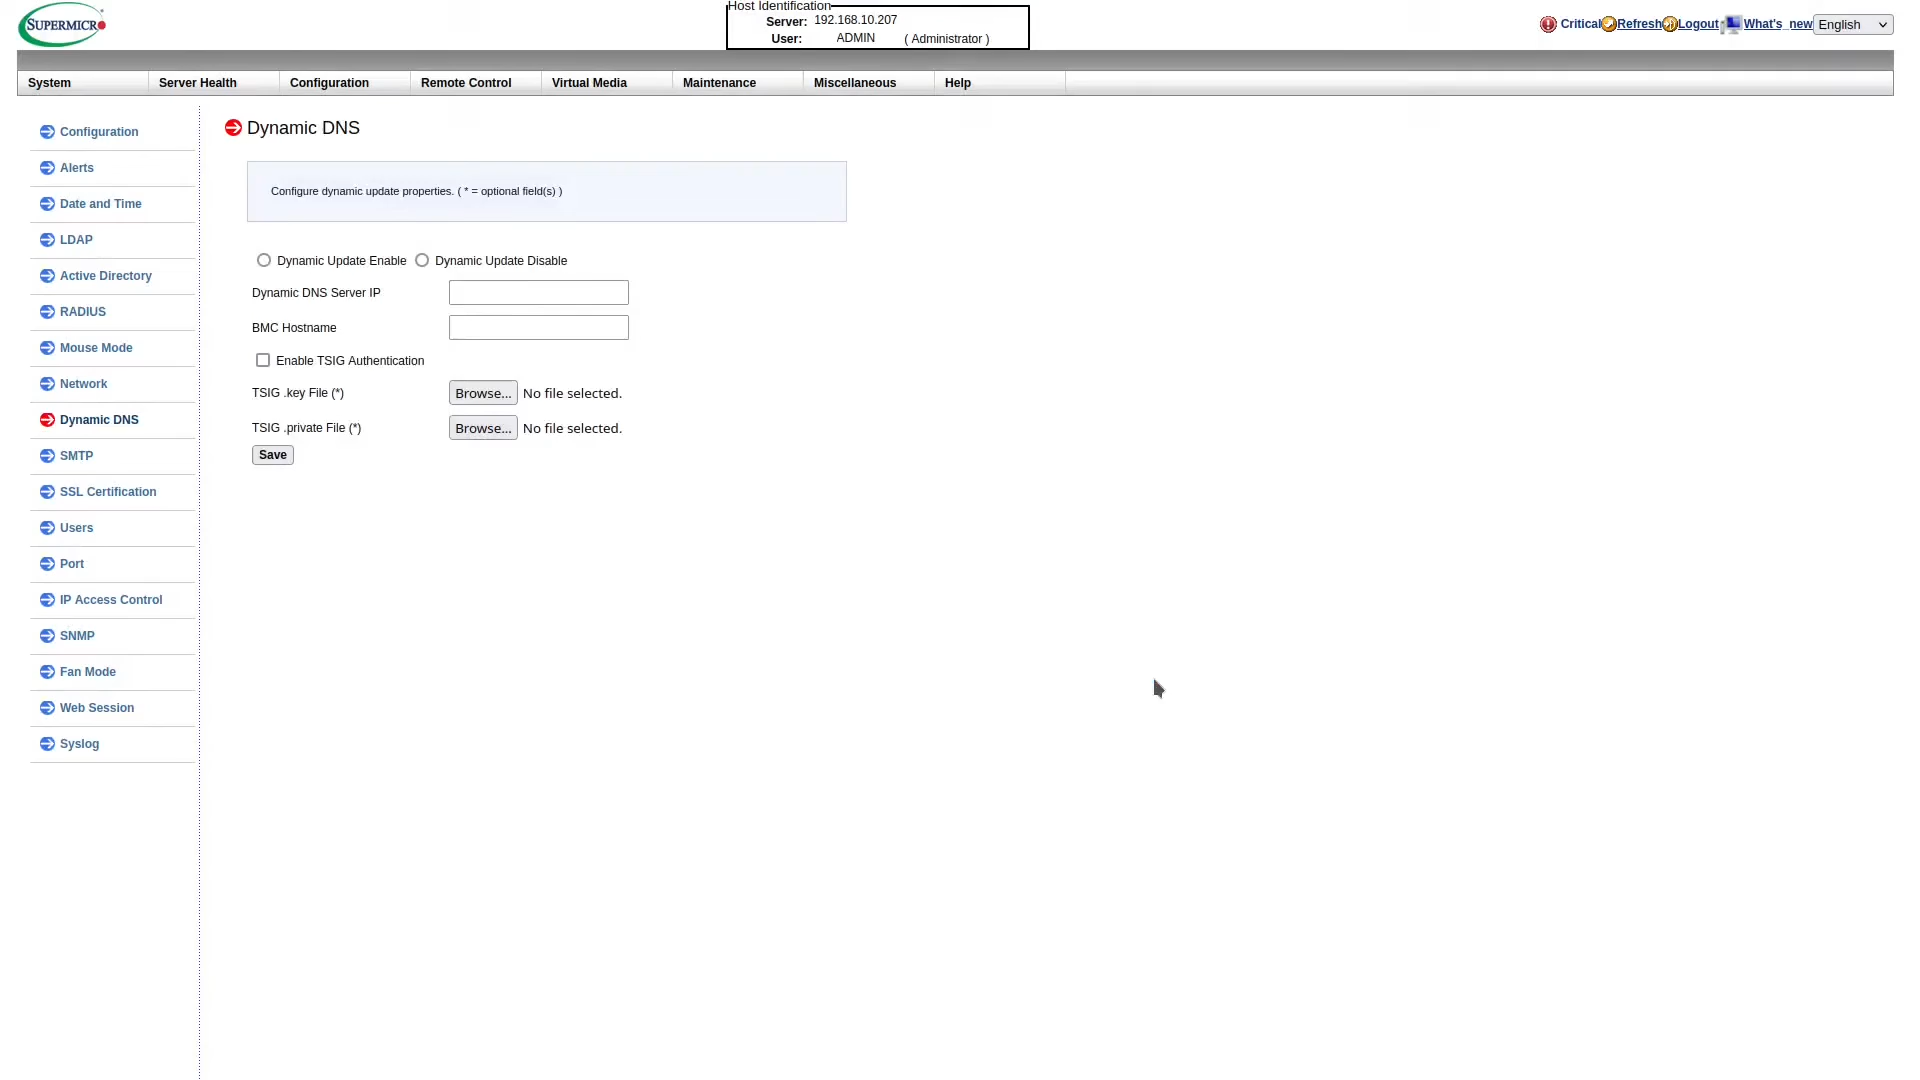 SUPERMICRO
Host Identification
Server: 192.168.10.207
User: ADMIN ( Administrator )
Critical Refresh Logout What's new English
System Server Health Configuration Remote Control Virtual Media Maintenance Miscellaneous Help
Configuration
Alerts
Date and Time
LDAP
Active Directory
RADIUS
Mouse Mode
Network
Dynamic DNS
SMTP
SSL Certification
Users
Port
IP Access Control
SNMP
Fan Mode
Web Session
Syslog
Dynamic DNS
Configure dynamic update properties. ( * = optional field(s) )
Dynamic Update Enable Dynamic Update Disable
Dynamic DNS Server IP
BMC Hostname
Enable TSIG Authentication
TSIG .key File (*) Browse... No file selected.
TSIG .private File (*) Browse... No file selected.
Save